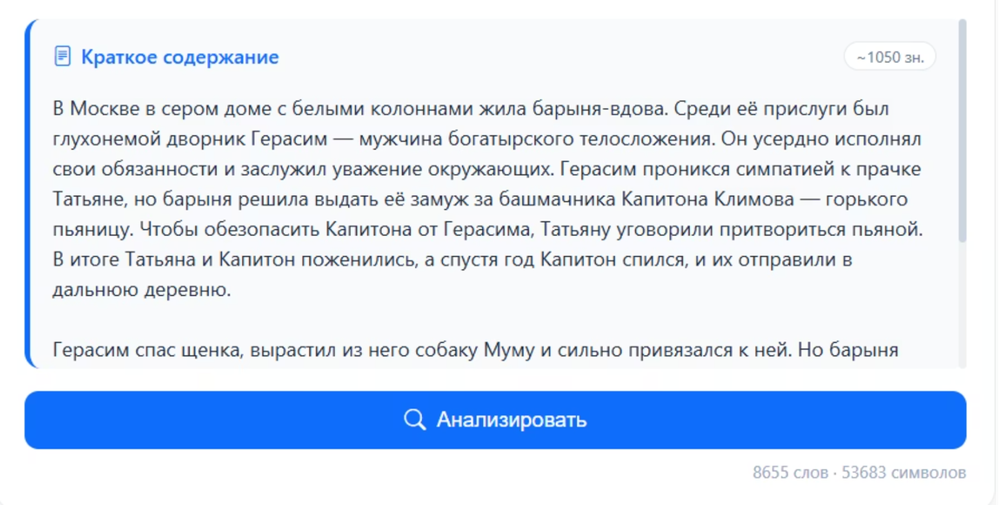 Краткое содержание
~1050 зн.
В Москве в сером доме с белыми колоннами жила барыня-вдова. Среди её прислуги был
глухонемой дворник Герасим — мужчина богатырского телосложения. Он усердно исполнял
свои обязанности и заслужил уважение окружающих. Герасим проникся симпатией к прачке
Татьяне, но барыня решила выдать её замуж за башмачника Капитона Климова — горького
пьяницу. Чтобы обезопасить Капитона от Герасима, Татьяну уговорили притвориться пьяной.
В итоге Татьяна и Капитон поженились, а спустя год Капитон спился, и их отправили в
дальнюю деревню.
Герасим спас щенка, вырастил из него собаку Муму и сильно привязался к ней. Но барыня
Анализировать
8655 слов · 53683 символов